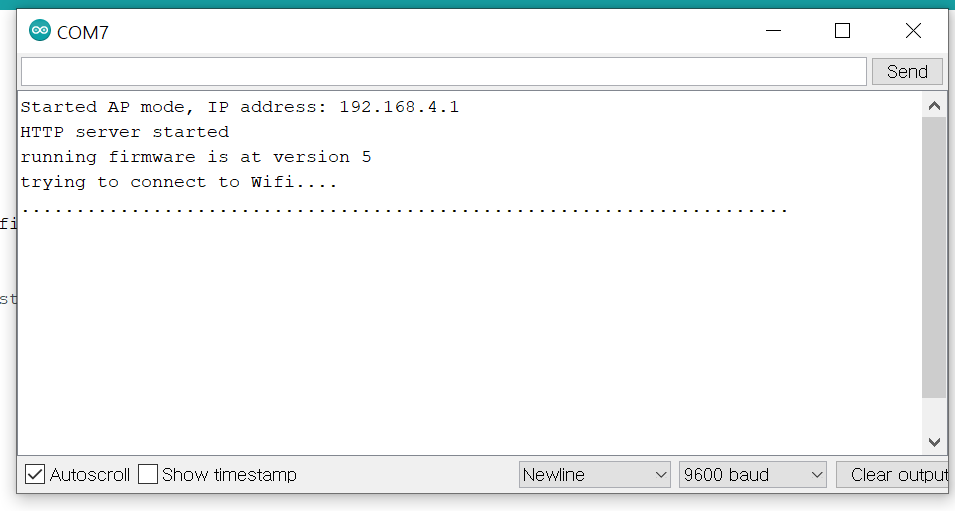 COM7
Send
Started AP mode, IP address: 192.168.4.1
HTTP server started
running firmware is at version 5
trying to connect to Wifi....
......................................................................
fi
st
Autoscroll Show timestamp Newline 9600 baud Clear output